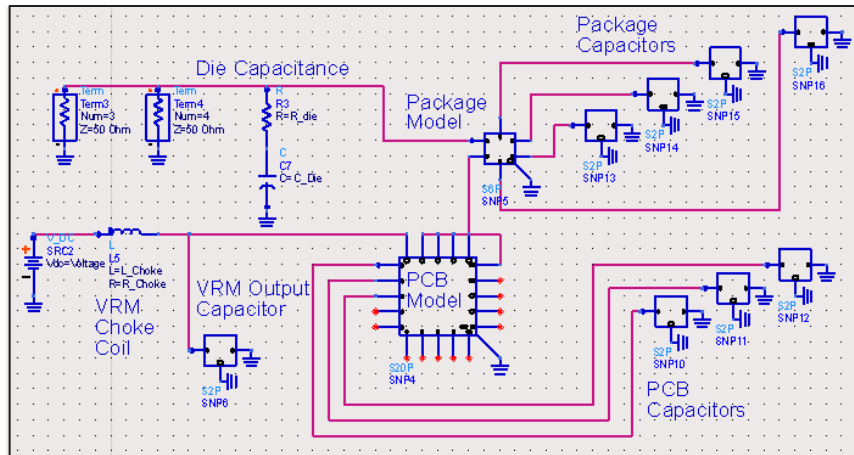 Package
Capacitors
S2P
SNP16
Die Capacitance
Term
Term3
Num=3
Z=50 Ohm
Term
Term4
Num=4
Z=50 Ohm
R
R3
R=R_die
C
C7
C=C_Die
Package
Model
S2P
SNP15
S2P
SNP14
S2P
SNP13
S6P
SNP5
V_DC
SRC2
Vdc=Voltage
L
L5
L=L_Choke
R=R_Choke
VRM
Choke
Coil
VRM Output
Capacitor
S2P
SNP6
PCB
Model
S20P
SNP4
S2P
SNP12
S2P
SNP11
S2P
SNP10
PCB
Capacitors